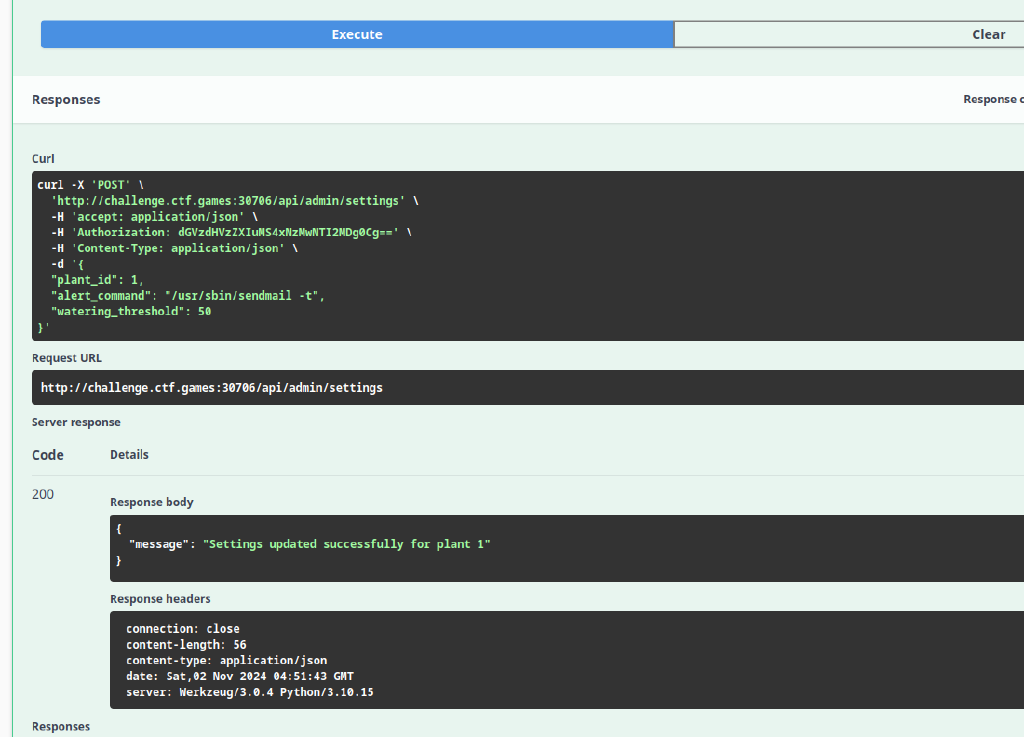 Execute
Clear
Responses
Response
Curl
curl -X 'POST' \
'http://challenge.ctf.games:30706/api/admin/settings' \
-H 'accept: application/json' \
-H 'Authorization: dGVzdHVzZXIuMS4xNzMwNTI2MDg0Cg==' \
-H 'Content-Type: application/json' \
-d '{
"plant_id": 1,
"alert_command": "/usr/sbin/sendmail -t",
"watering_threshold": 50
}'
Request URL
http://challenge.ctf.games:30706/api/admin/settings
Server response
Code Details
200
Response body
{
"message": "Settings updated successfully for plant 1"
}
Response headers
connection: close
content-length: 56
content-type: application/json
date: Sat,02 Nov 2024 04:51:43 GMT
server: Werkzeug/3.0.4 Python/3.10.15
Responses